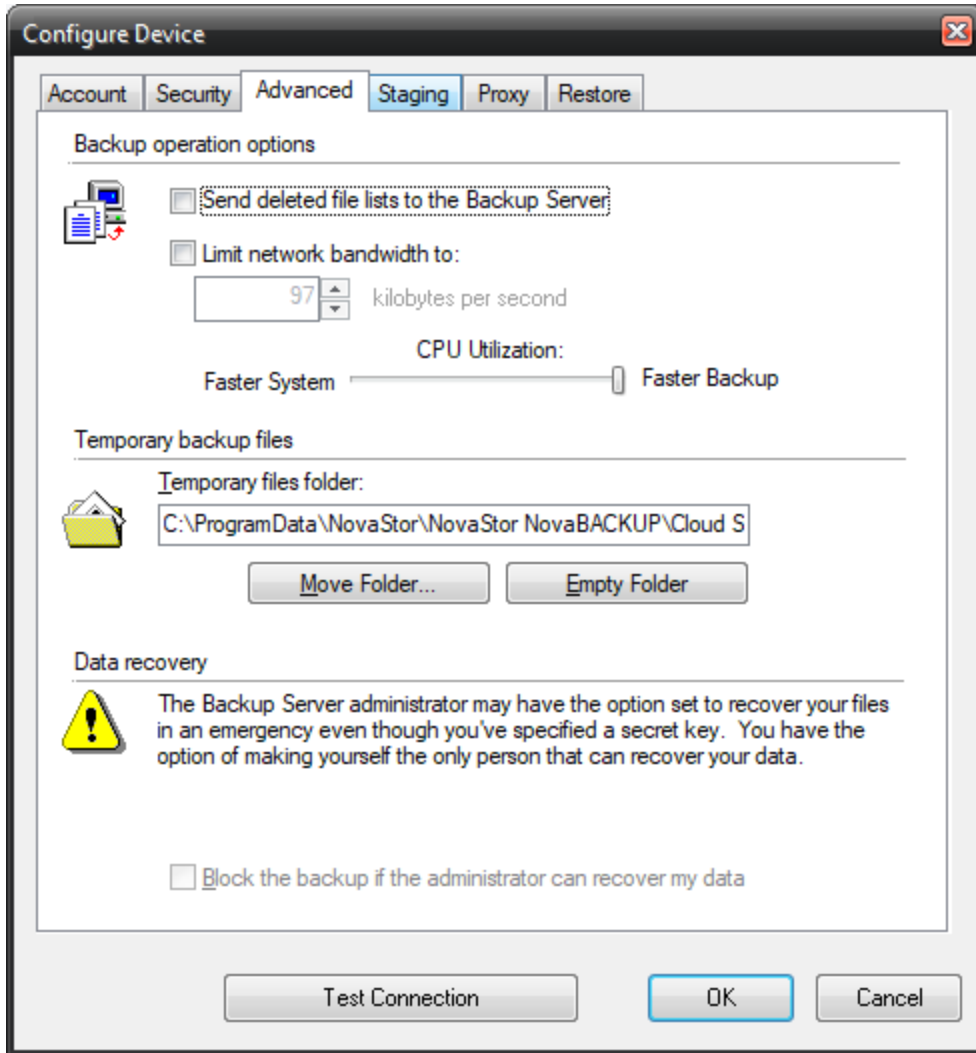 Configure Device
Account Security Advanced Staging Proxy Restore
Backup operation options
Send deleted file lists to the Backup Server
Limit network bandwidth to:
97 kilobytes per second
CPU Utilization:
Faster System Faster Backup
Temporary backup files
Temporary files folder:
C:\ProgramData\NovaStor\NovaStor NovaBACKUP\Cloud S
Move Folder... Empty Folder
Data recovery
The Backup Server administrator may have the option set to recover your files
in an emergency even though you've specified a secret key. You have the
option of making yourself the only person that can recover your data.
Block the backup if the administrator can recover my data
Test Connection OK Cancel